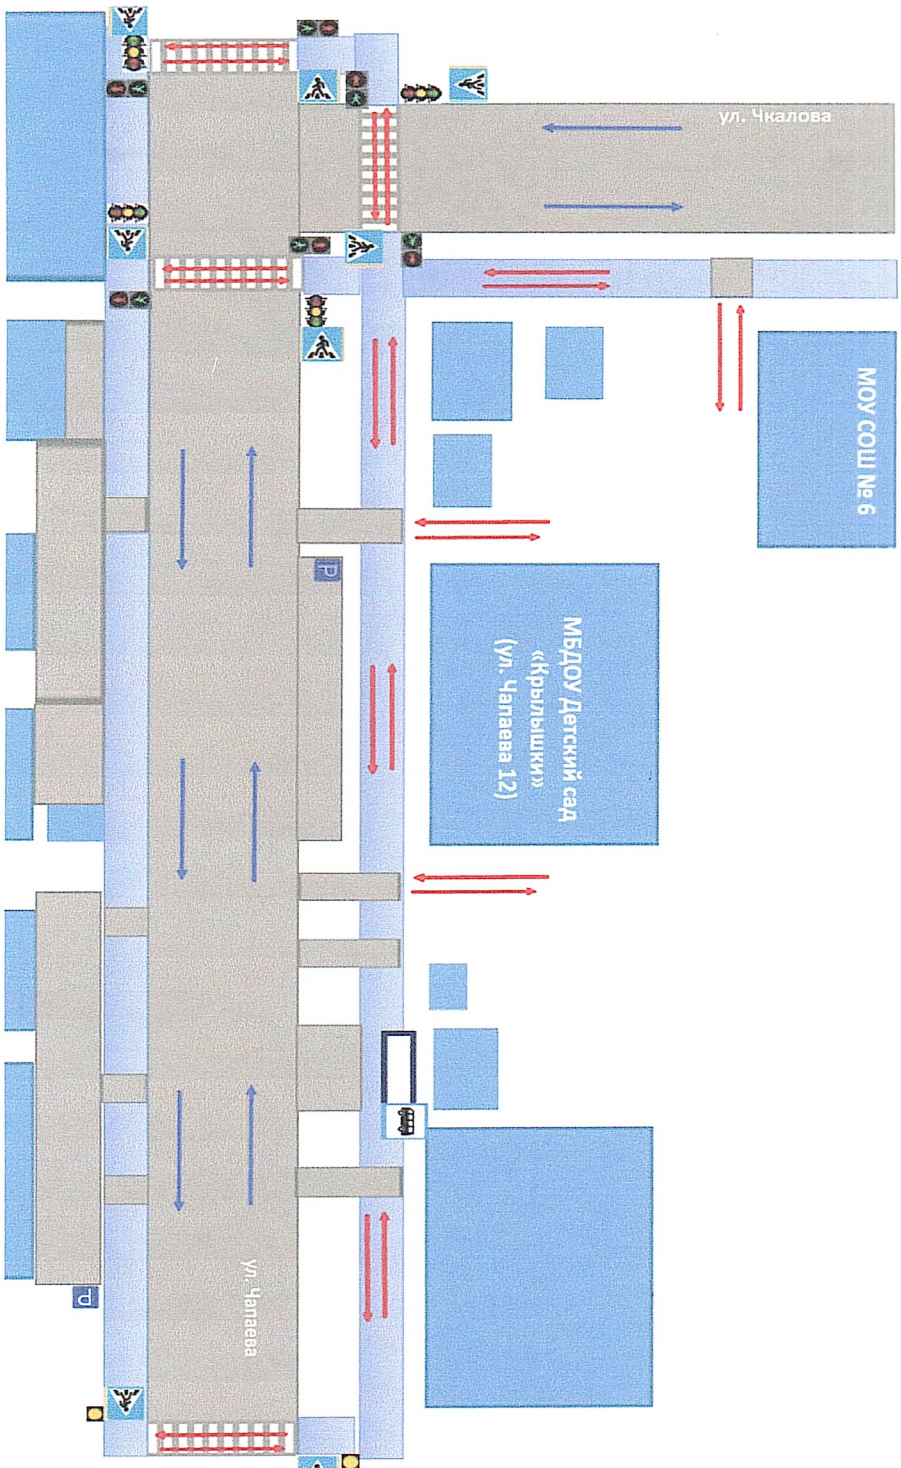 ул. Чкалова
МОУ СОШ № 6
МБДОУ Детский сад
«Крылышки»
(ул. Чапаева 12)
P
ул. Чапаева
P